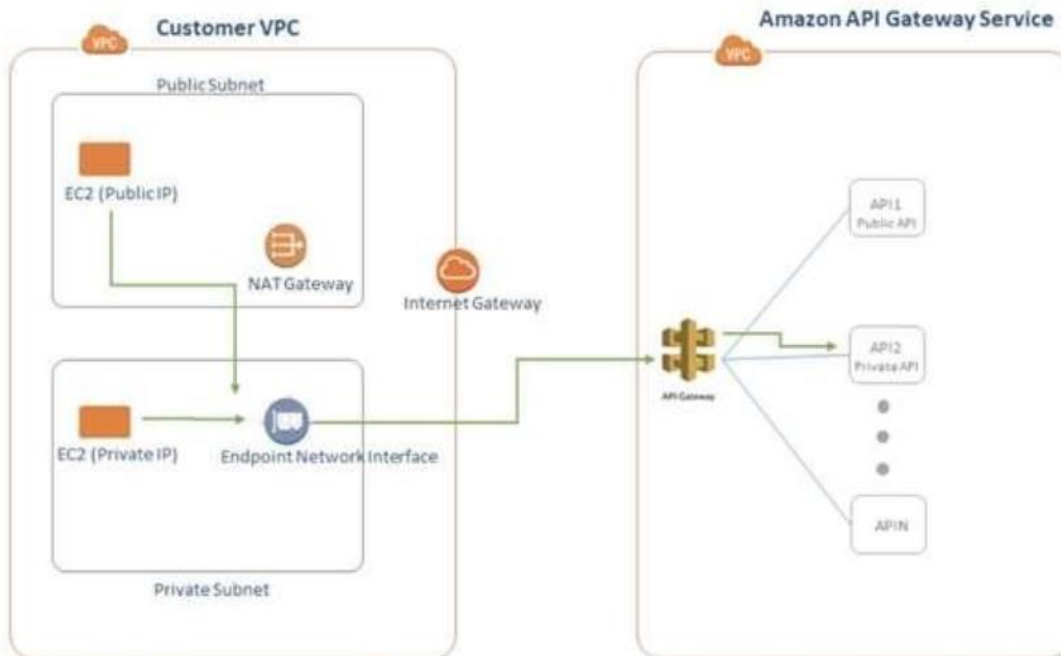 Customer VPC
Amazon API Gateway Service
VPC
VPC
Public Subnet
EC2 (Public IP)
NAT Gateway
Internet Gateway
EC2 (Private IP)
Endpoint Network Interface
Private Subnet
API Gateway
API1
Public API
API2
Private API
APIN